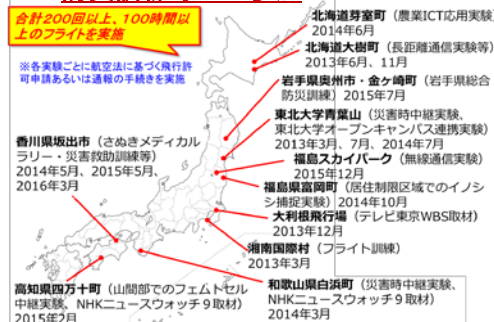 合計200回以上、100時間以
上のフライトを実施
※各実験ごとに航空法に基づく飛行許
可申請あるいは通報の手続きを実施
北海道芽室町（農業ICT応用実験）
2014年6月
北海道大樹町（長距離通信実験等）
2013年6月、11月
岩手県奥州市・金ヶ崎町（岩手県総合
防災訓練）2015年7月
東北大学青葉山（災害時中継実験、
東北大学オープンキャンパス連携実験）
2013年3月、7月、2014年7月
福島スカイパーク（無線通信実験）
2015年12月
福島県富岡町（居住制限区域でのイノシ
シ捕捉実験）2014年10月
大利根飛行場（テレビ東京WBS取材）
2013年12月
湘南国際村（フライト訓練）
2013年3月
和歌山県白浜町（災害時中継実験、
NHKニュースウォッチ９取材）
2014年3月
香川県坂出市（さぬきメディカル
ラリー・災害救助訓練等）
2014年5月、2015年5月、
2016年3月
高知県四万十町（山間部でのフェムトセル
中継実験、NHKニュースウォッチ９取材）
2015年2月